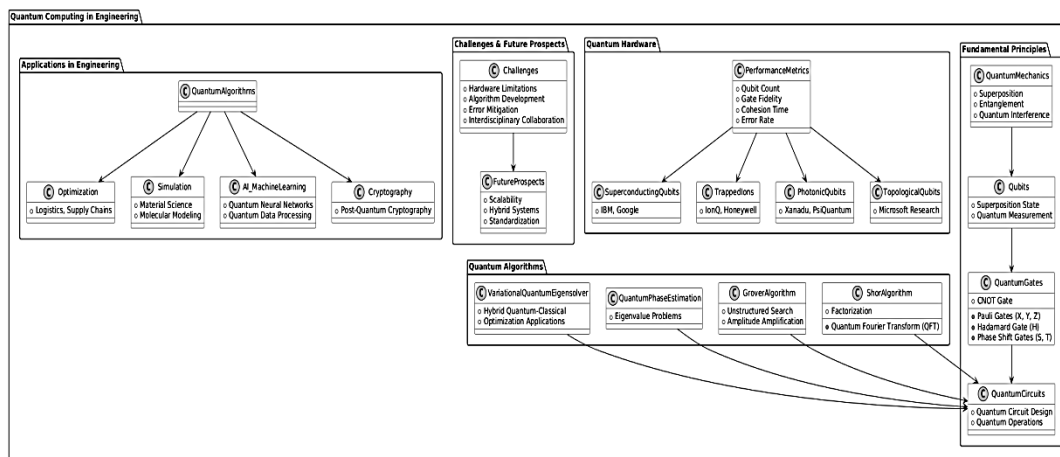 Quantum Computing in Engineering
Applications in Engineering
C QuantumAlgorithms
C Optimization
Logistics, Supply Chains
C Simulation
Material Science
Molecular Modeling
C AI_MachineLearning
Quantum Neural Networks
Quantum Data Processing
C Cryptography
Post-Quantum Cryptography
Challenges & Future Prospects
C Challenges
Hardware Limitations
Algorithm Development
Error Mitigation
Interdisciplinary Collaboration
C FutureProspects
Scalability
Hybrid Systems
Standardization
Quantum Hardware
C PerformanceMetrics
Qubit Count
Gate Fidelity
Cohesion Time
Error Rate
C SuperconductingQubits
IBM, Google
C TrappedIons
IonQ, Honeywell
C PhotonicQubits
Xanadu, PsiQuantum
C TopologicalQubits
Microsoft Research
Quantum Algorithms
C VariationalQuantumEigensolver
Hybrid Quantum-Classical
Optimization Applications
C QuantumPhaseEstimation
Eigenvalue Problems
C GroverAlgorithm
Unstructured Search
Amplitude Amplification
C ShorAlgorithm
Factorization
Quantum Fourier Transform (QFT)
Fundamental Principles
C QuantumMechanics
Superposition
Entanglement
Quantum Interference
C Qubits
Superposition State
Quantum Measurement
C QuantumGates
CNOT Gate
Pauli Gates (X, Y, Z)
Hadamard Gate (H)
Phase Shift Gates (S, T)
C QuantumCircuits
Quantum Circuit Design
Quantum Operations